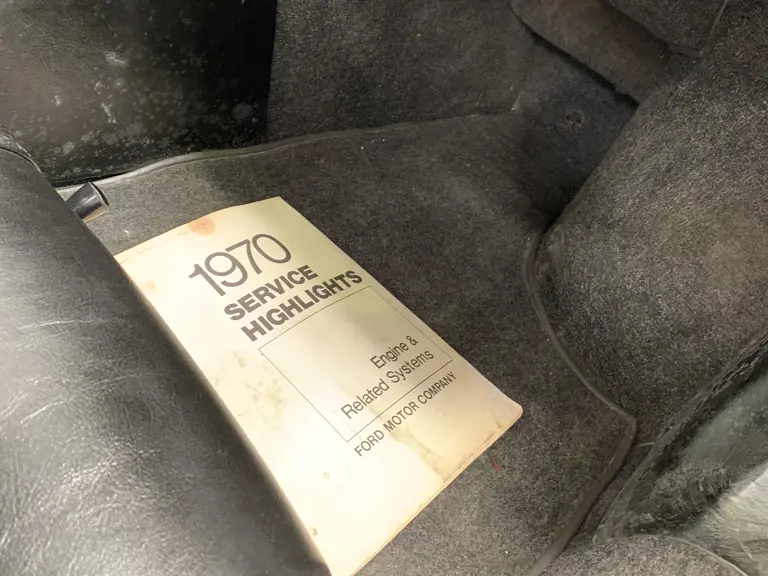 1970
SERVICE
HIGHLIGHTS
Engine &
Related Systems
FORD MOTOR COMPANY